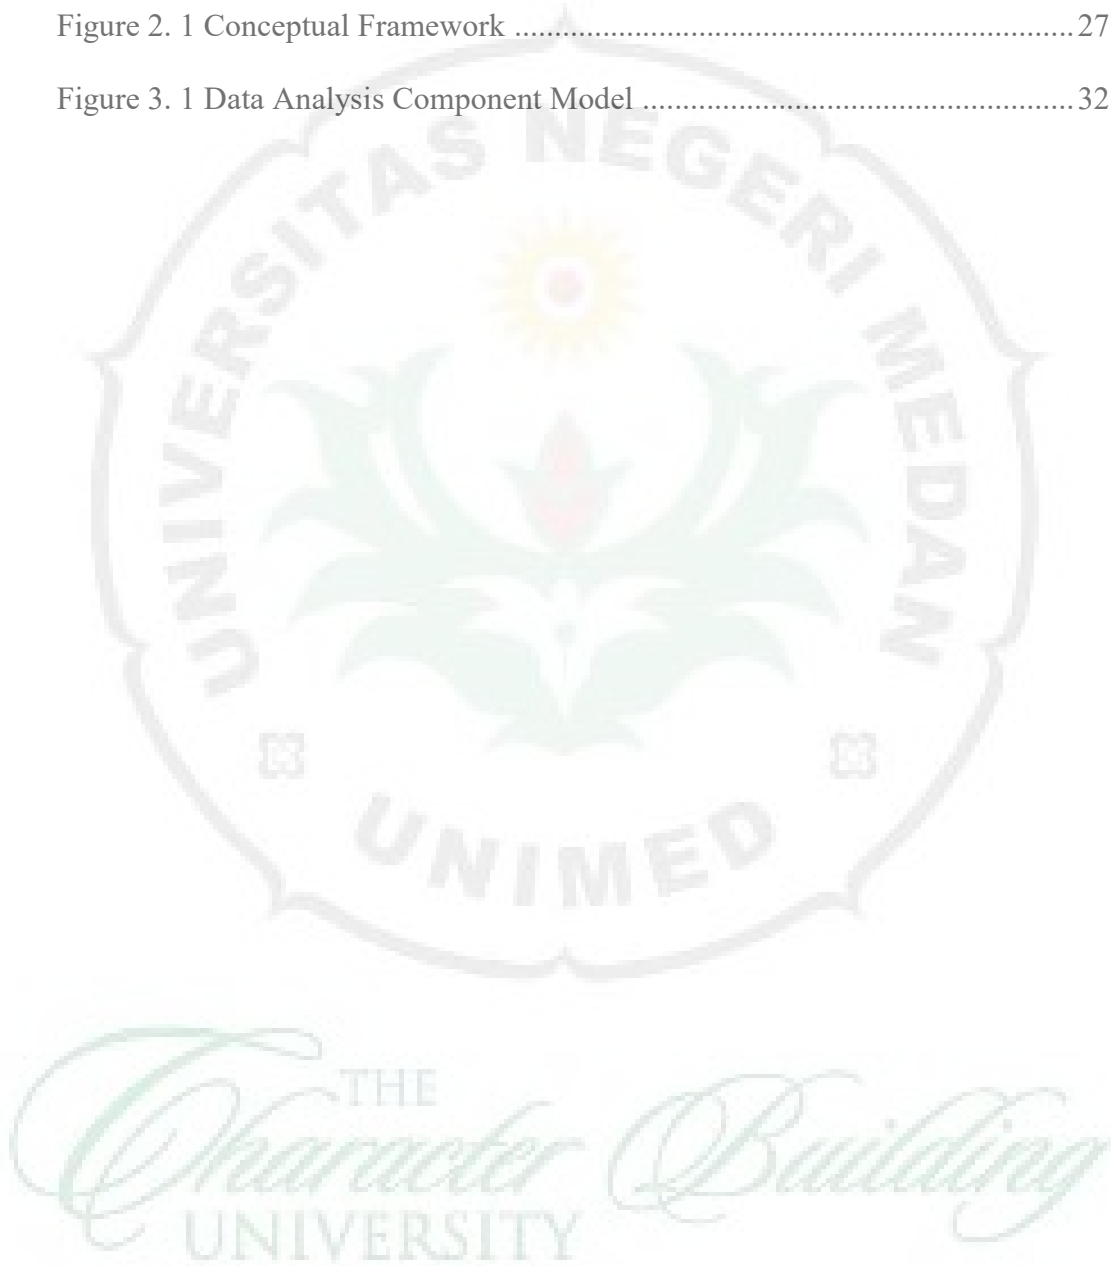 Figure 2. 1 Conceptual Framework ......................................................................27
Figure 3. 1 Data Analysis Component Model ......................................................32
UNIVERSITAS NEGERI MEDAN
UNIMED
THE
Character Building
UNIVERSITY